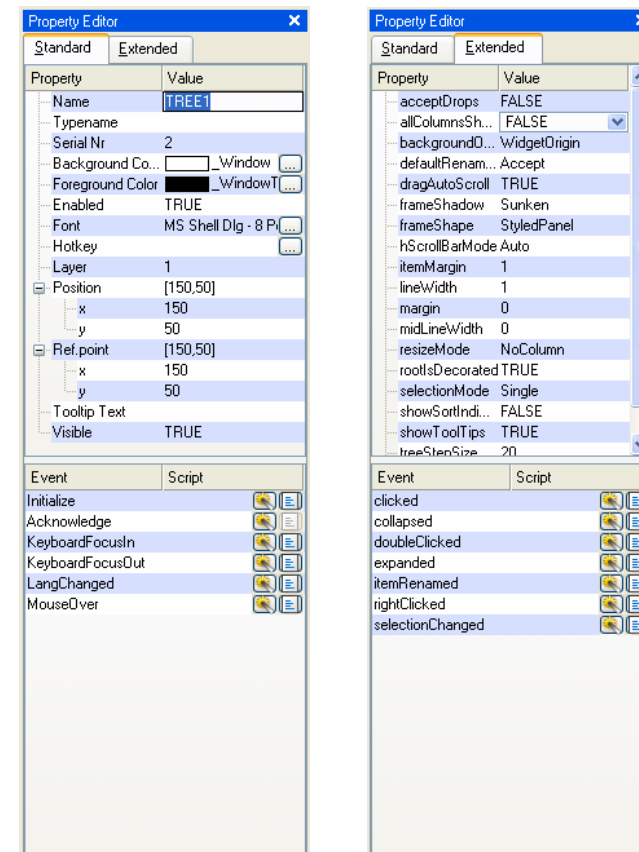 Property Editor
Standard Extended
Property Value
Name TREE1
Typename
Serial Nr 2
Background Co... _Window ...
Foreground Color _WindowT ...
Enabled TRUE
Font MS Shell Dlg - 8 P ...
Hotkey ...
Layer 1
Position [150,50]
x 150
y 50
Ref.point [150,50]
x 150
y 50
Tooltip Text
Visible TRUE
Event Script
Initialize
Acknowledge
KeyboardFocusIn
KeyboardFocusOut
LangChanged
MouseOver
Property Editor
Standard Extended
Property Value
acceptDrops FALSE
allColumnsSh... FALSE
backgroundO... WidgetOrigin
defaultRenam... Accept
dragAutoScroll TRUE
frameShadow Sunken
frameShape StyledPanel
hScrollBarMode Auto
itemMargin 1
lineWidth 1
margin 0
midLineWidth 0
resizeMode NoColumn
rootIsDecorated TRUE
selectionMode Single
showSortIndi... FALSE
showToolTips TRUE
treeStepSize 20
Event Script
clicked
collapsed
doubleClicked
expanded
itemRenamed
rightClicked
selectionChanged